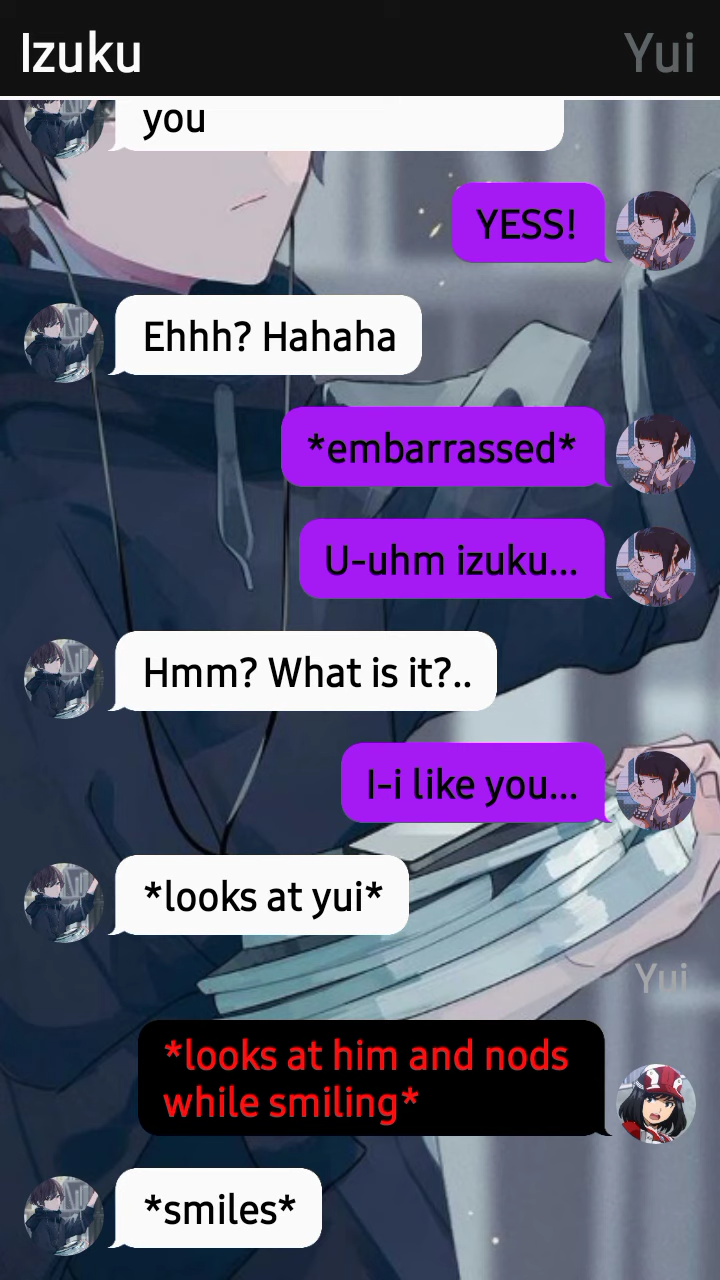 Izuku
Yui
you
YESS!
Ehhh? Hahaha
*embarrassed*
U-uhm izuku...
Hmm? What is it?..
I-i like you...
*looks at yui*
Yui
*looks at him and nods
while smiling*
*smiles*